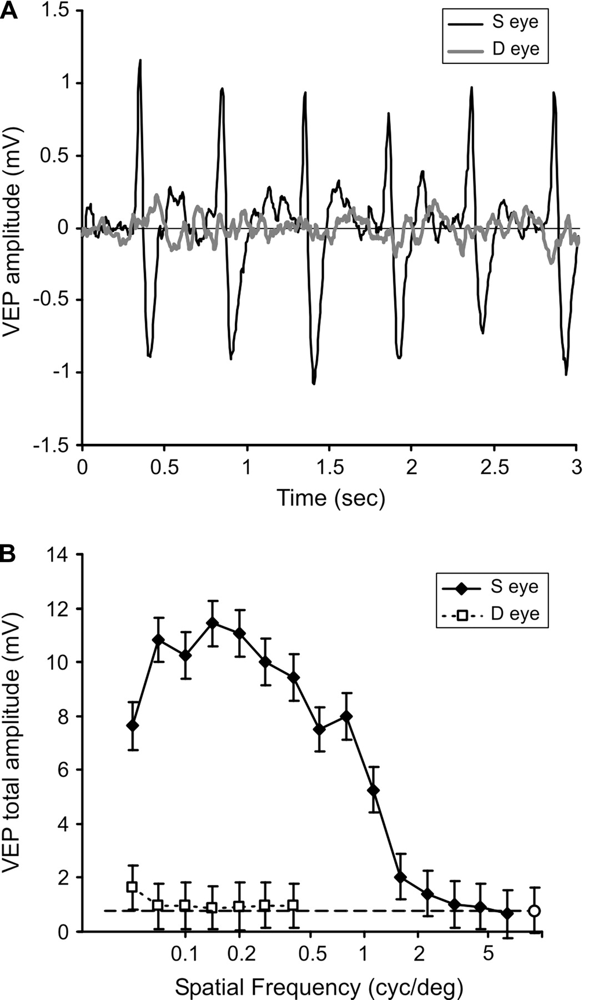 A
1.5
1
0.5
0
-0.5
-1
-1.5
VEP amplitude (mV)
S eye
D eye
0 0.5 1 1.5 2 2.5 3
Time (sec)
B
14
12
10
8
6
4
2
0
VEP total amplitude (mV)
S eye
D eye
0.1 0.2 0.5 1 2 5
Spatial Frequency (cyc/deg)